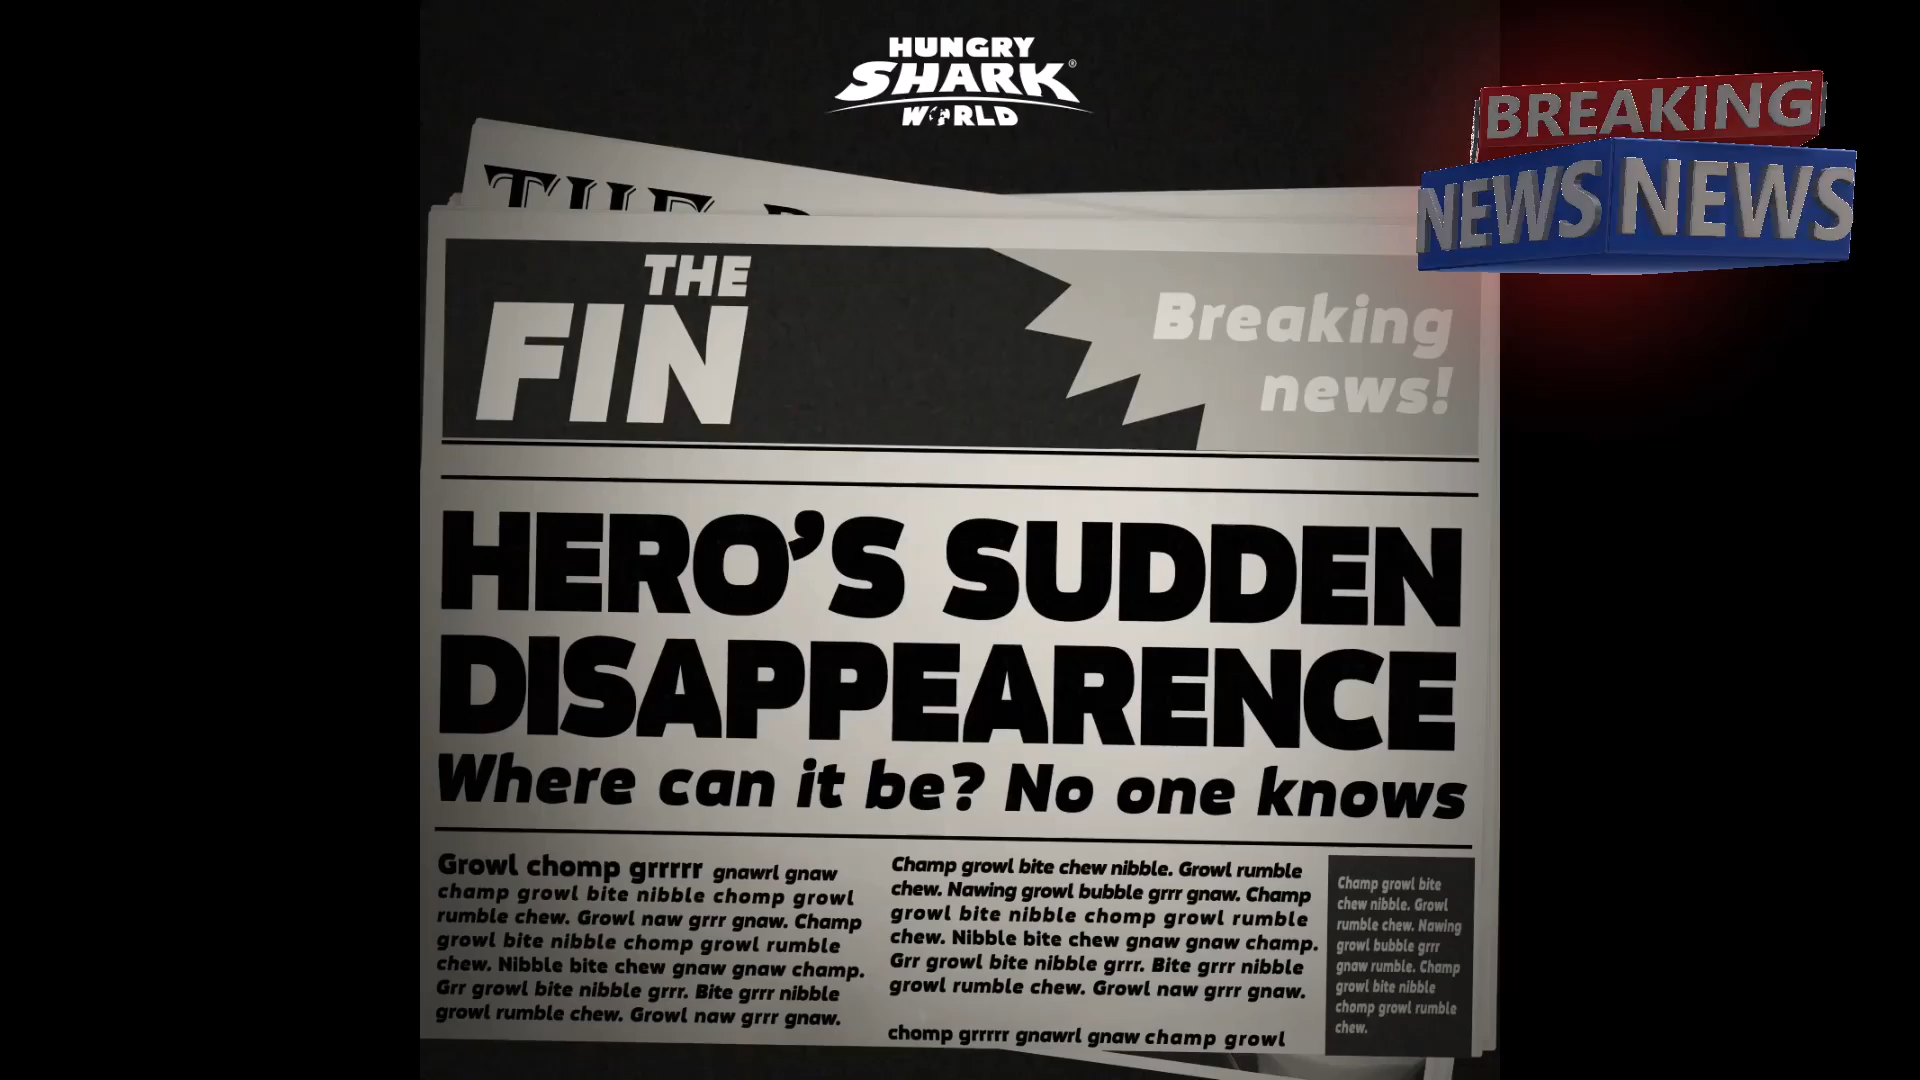 HUNGRY
SHARK®
WORLD
BREAKING
NEWS NEWS
THE
THE
FIN
Breaking
news!
HERO'S SUDDEN
DISAPPEARENCE
Where can it be? No one knows
Growl chomp grrrrr gnawrl gnaw
champ growl bite nibble chomp growl
rumble chew. Growl naw grrr gnaw. Champ
growl bite nibble chomp growl rumble
chew. Nibble bite chew gnaw gnaw champ.
Grr growl bite nibble grrr. Bite grrr nibble
growl rumble chew. Growl naw grrr gnaw.
Champ growl bite chew nibble. Growl rumble
chew. Nawing growl bubble grrr gnaw. Champ
growl bite nibble chomp growl rumble
chew. Nibble bite chew gnaw gnaw champ.
Grr growl bite nibble grrr. Bite grrr nibble
growl rumble chew. Growl naw grrr gnaw.
chomp grrrrr gnawrl gnaw champ growl
Champ growl bite
chew nibble. Growl
rumble chew. Nawing
growl bubble grrr
gnaw rumble. Champ
growl bite nibble
chomp growl rumble
chew.